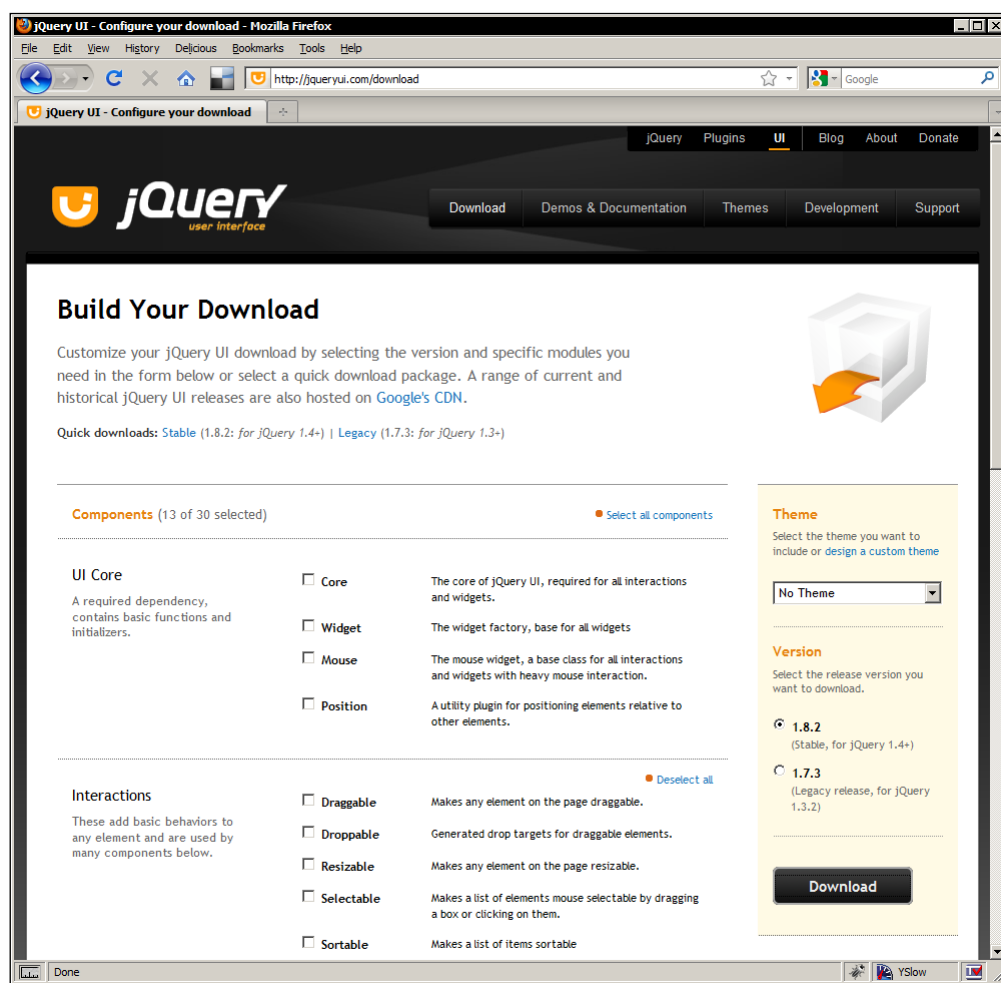 jQuery UI - Configure your download - Mozilla Firefox
File Edit View History Delicious Bookmarks Tools Help
http://jqueryui.com/download
Google
jQuery UI - Configure your download
jQuery Plugins UI Blog About Donate
jQuery
user interface
Download Demos & Documentation Themes Development Support
Build Your Download
Customize your jQuery UI download by selecting the version and specific modules you
need in the form below or select a quick download package. A range of current and
historical jQuery UI releases are also hosted on Google's CDN.
Quick downloads: Stable (1.8.2: for jQuery 1.4+) | Legacy (1.7.3: for jQuery 1.3+)
Components (13 of 30 selected)
Select all components
UI Core
A required dependency,
contains basic functions and
initializers.
Core
The core of jQuery UI, required for all interactions
and widgets.
Widget
The widget factory, base for all widgets
Mouse
The mouse widget, a base class for all interactions
and widgets with heavy mouse interaction.
Position
A utility plugin for positioning elements relative to
other elements.
Deselect all
Interactions
These add basic behaviors to
any element and are used by
many components below.
Draggable
Makes any element on the page draggable.
Droppable
Generated drop targets for draggable elements.
Resizable
Makes any element on the page resizable.
Selectable
Makes a list of elements mouse selectable by dragging
a box or clicking on them.
Sortable
Makes a list of items sortable
Theme
Select the theme you want to
include or design a custom theme
No Theme
Version
Select the release version you
want to download.
1.8.2
(Stable, for jQuery 1.4+)
1.7.3
(Legacy release, for jQuery
1.3.2)
Download
Done
YSlow